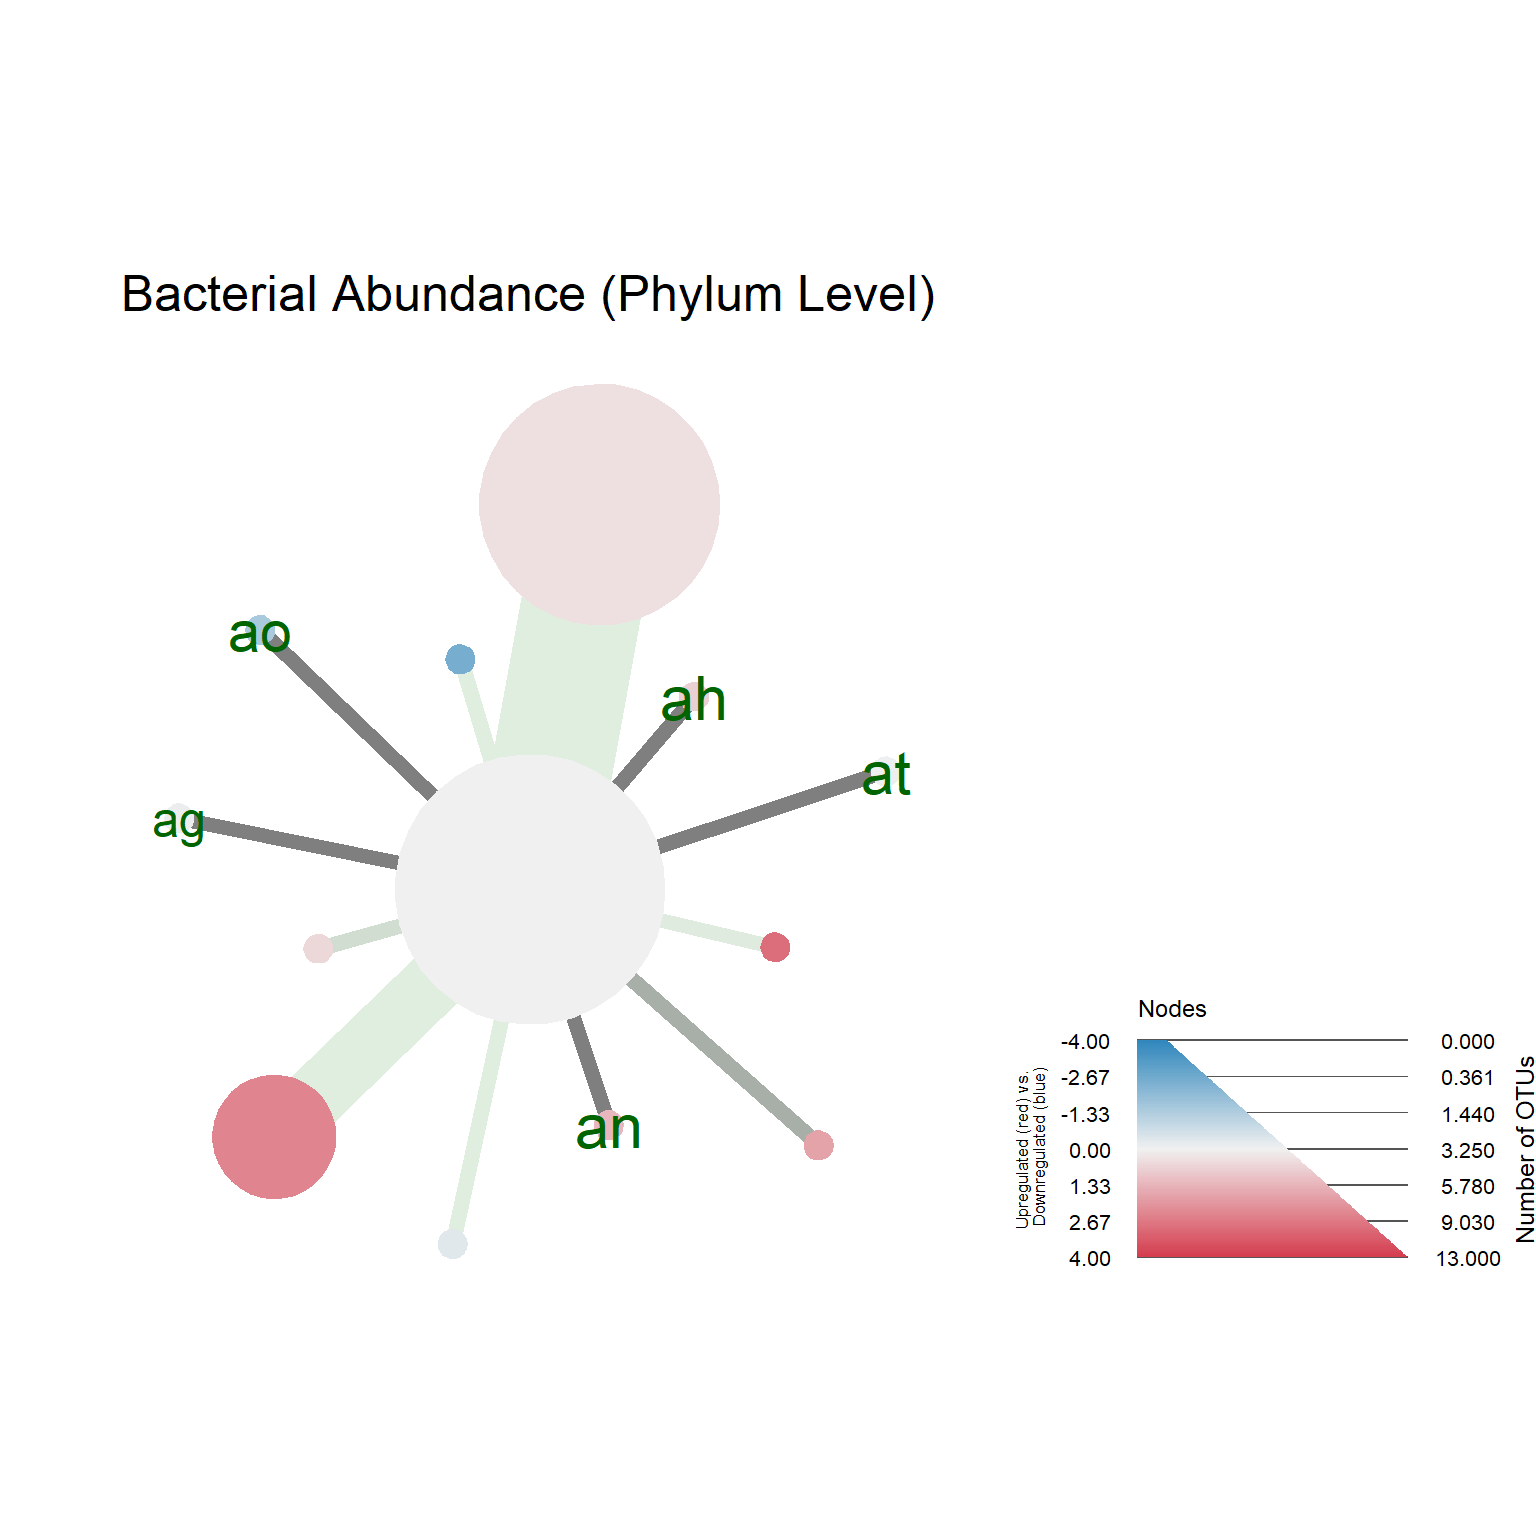 Bacterial Abundance (Phylum Level)
ao
ah
at
ag
an
Nodes
-4.00 0.000
-2.67 0.361
-1.33 1.440
0.00 3.250
1.33 5.780
2.67 9.030
4.00 13.000
Upregulated (red) vs.
Downregulated (blue)
Number of OTUs